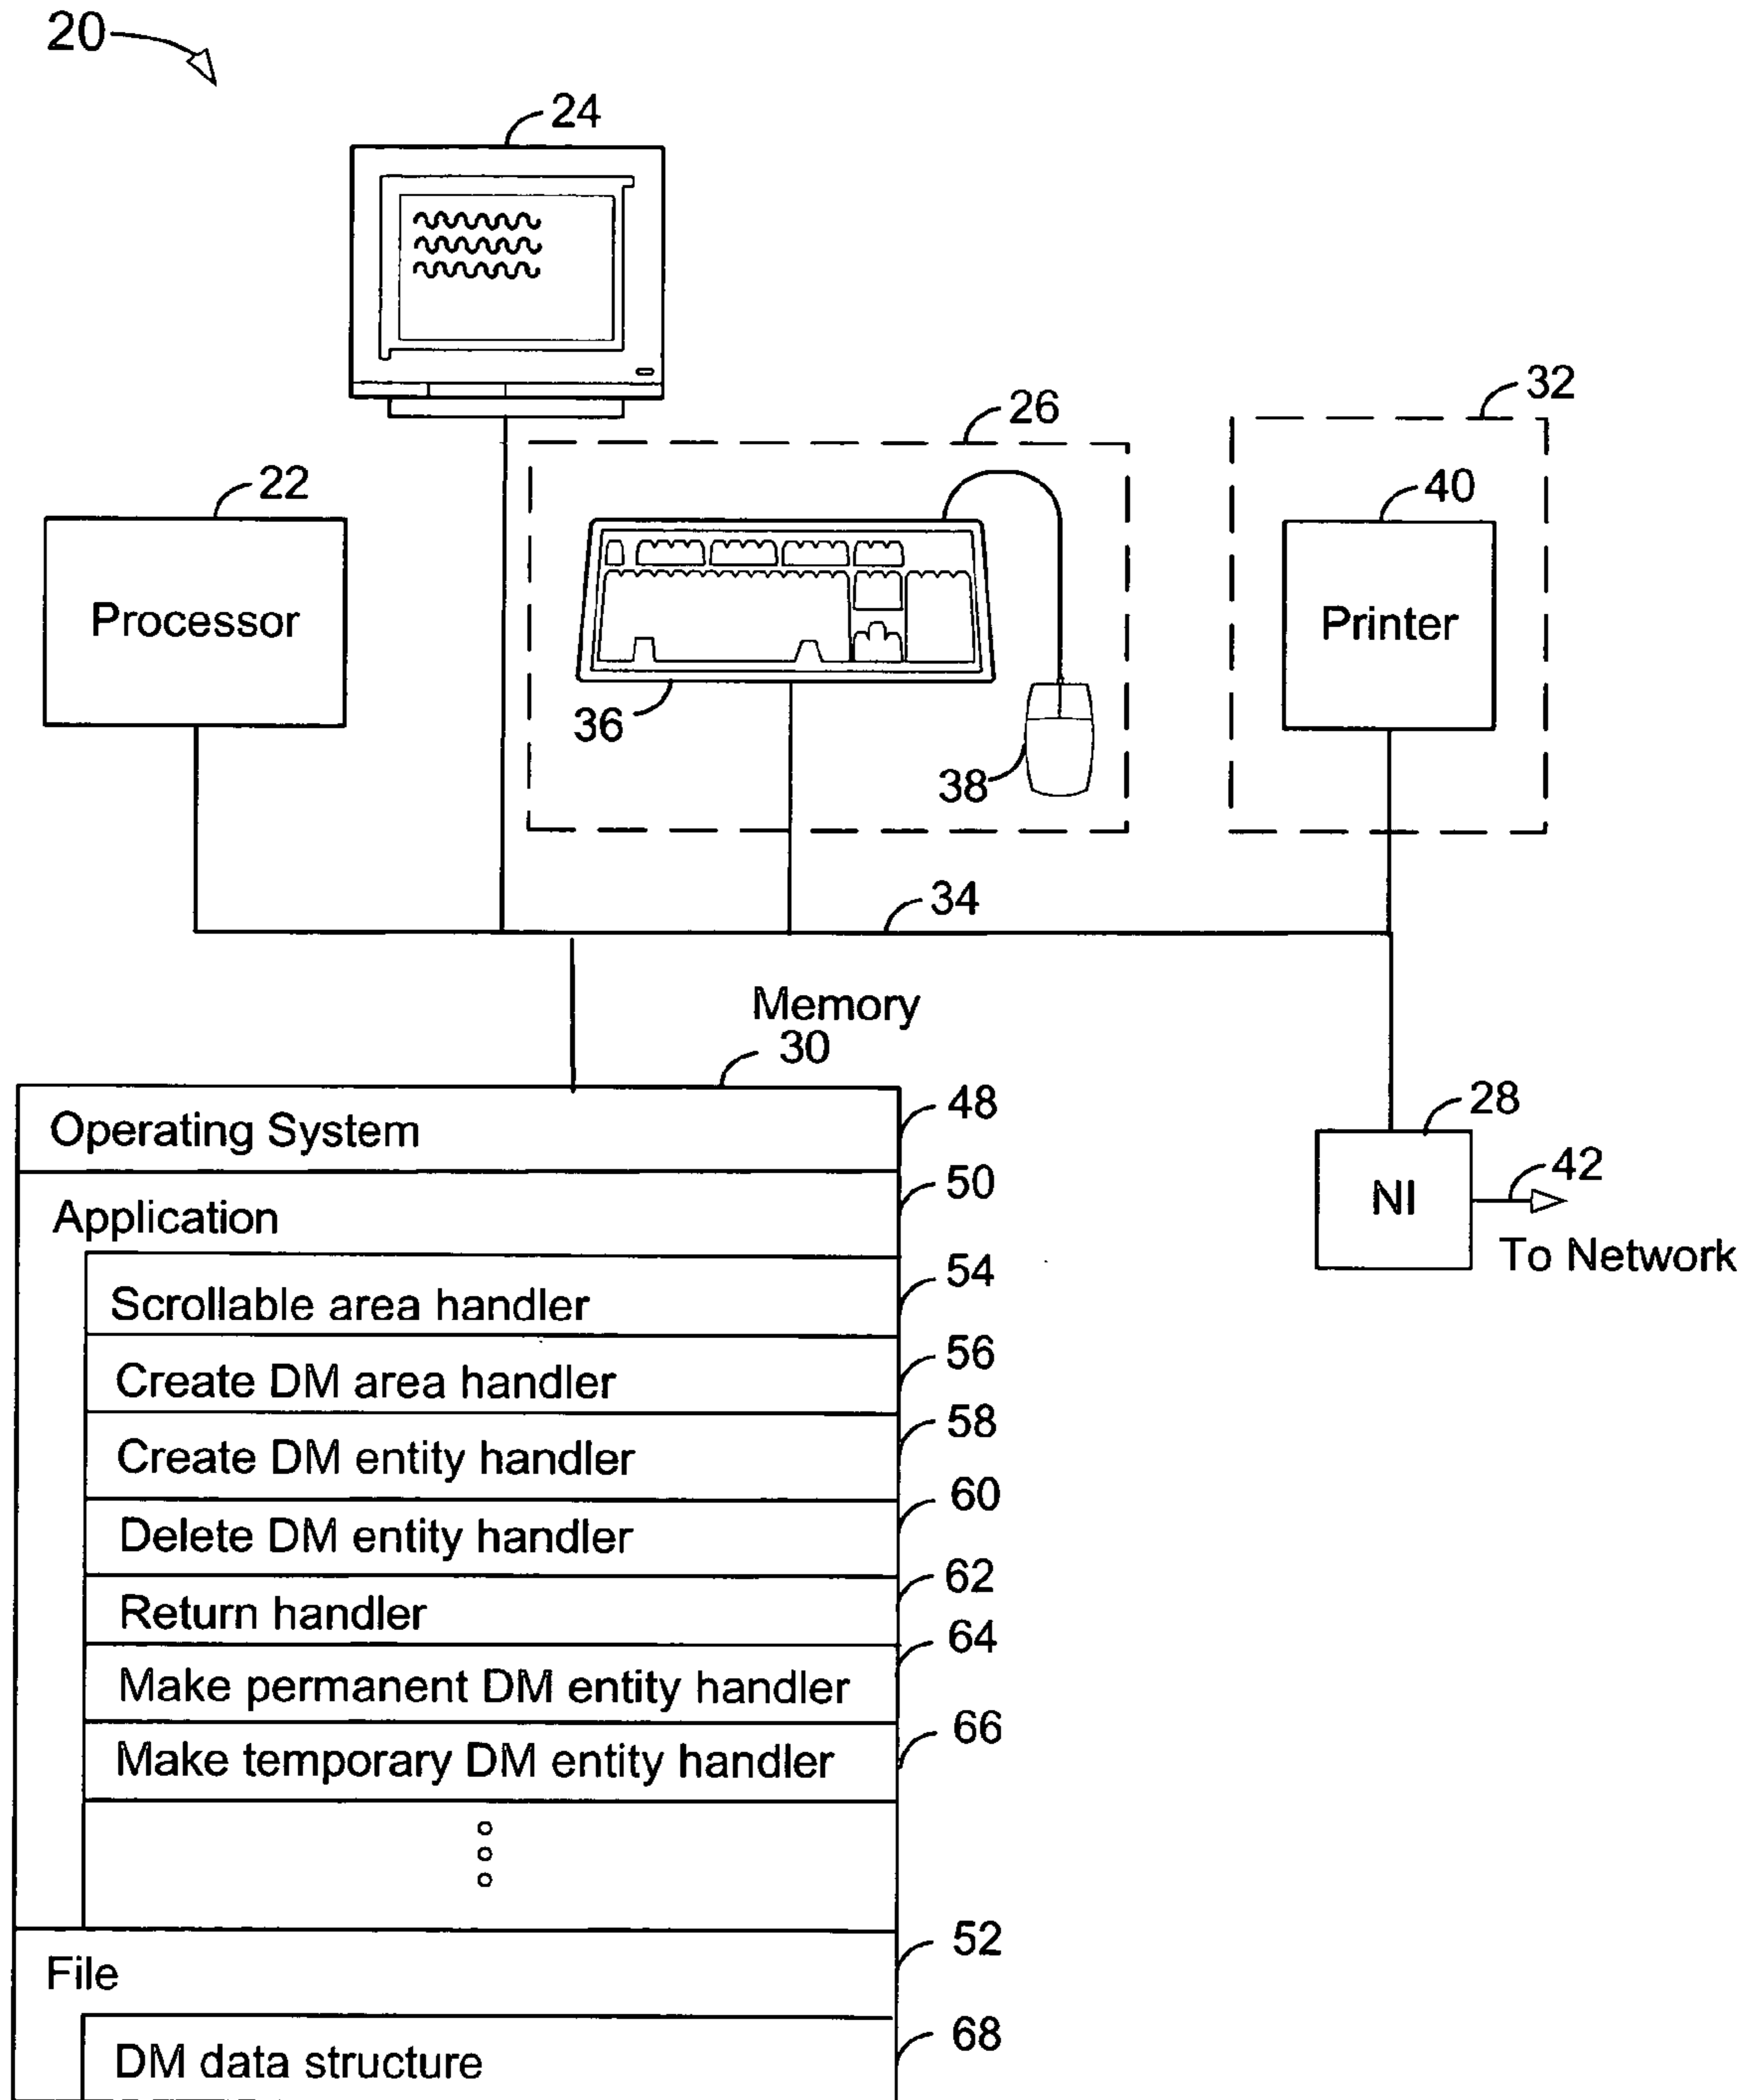 20
24
32
26
22
40
Processor
Printer
36
38
34
Memory
30
48
Operating System
28
50
42
NI
Application
To Network
54
Scrollable area handler
56
Create DM area handler
58
Create DM entity handler
60
Delete DM entity handler
62
Return handler
64
Make permanent DM entity handler
66
Make temporary DM entity handler
52
File
68
DM data structure